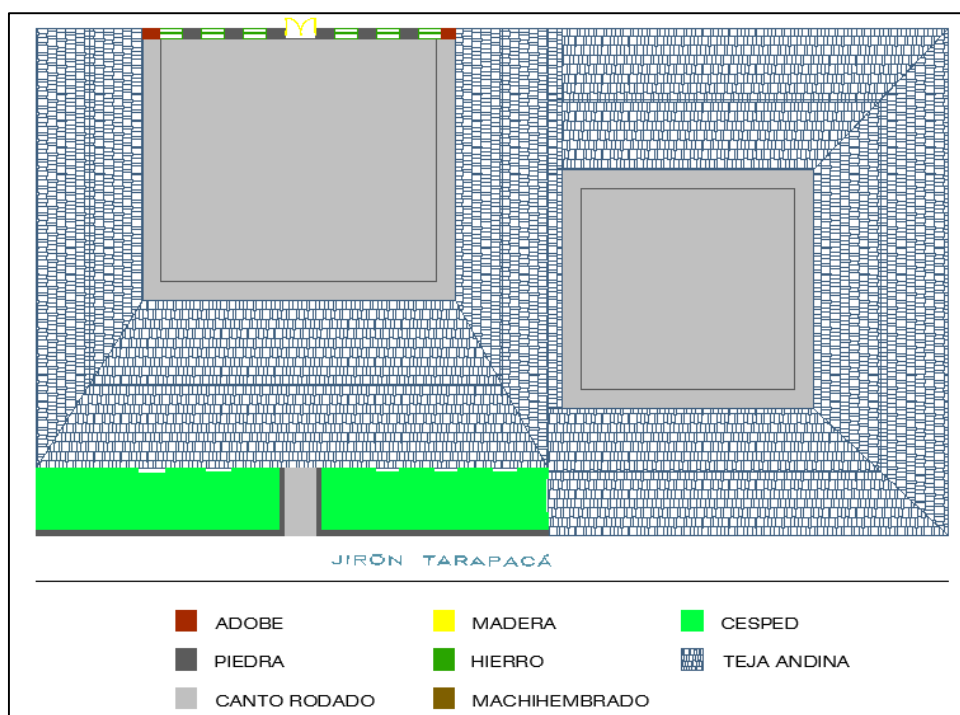 JIRÓN TARAPACÁ
ADOBE
MADERA
CESPED
PIEDRA
HIERRO
TEJA ANDINA
CANTO RODADO
MACHIHEMBRADO